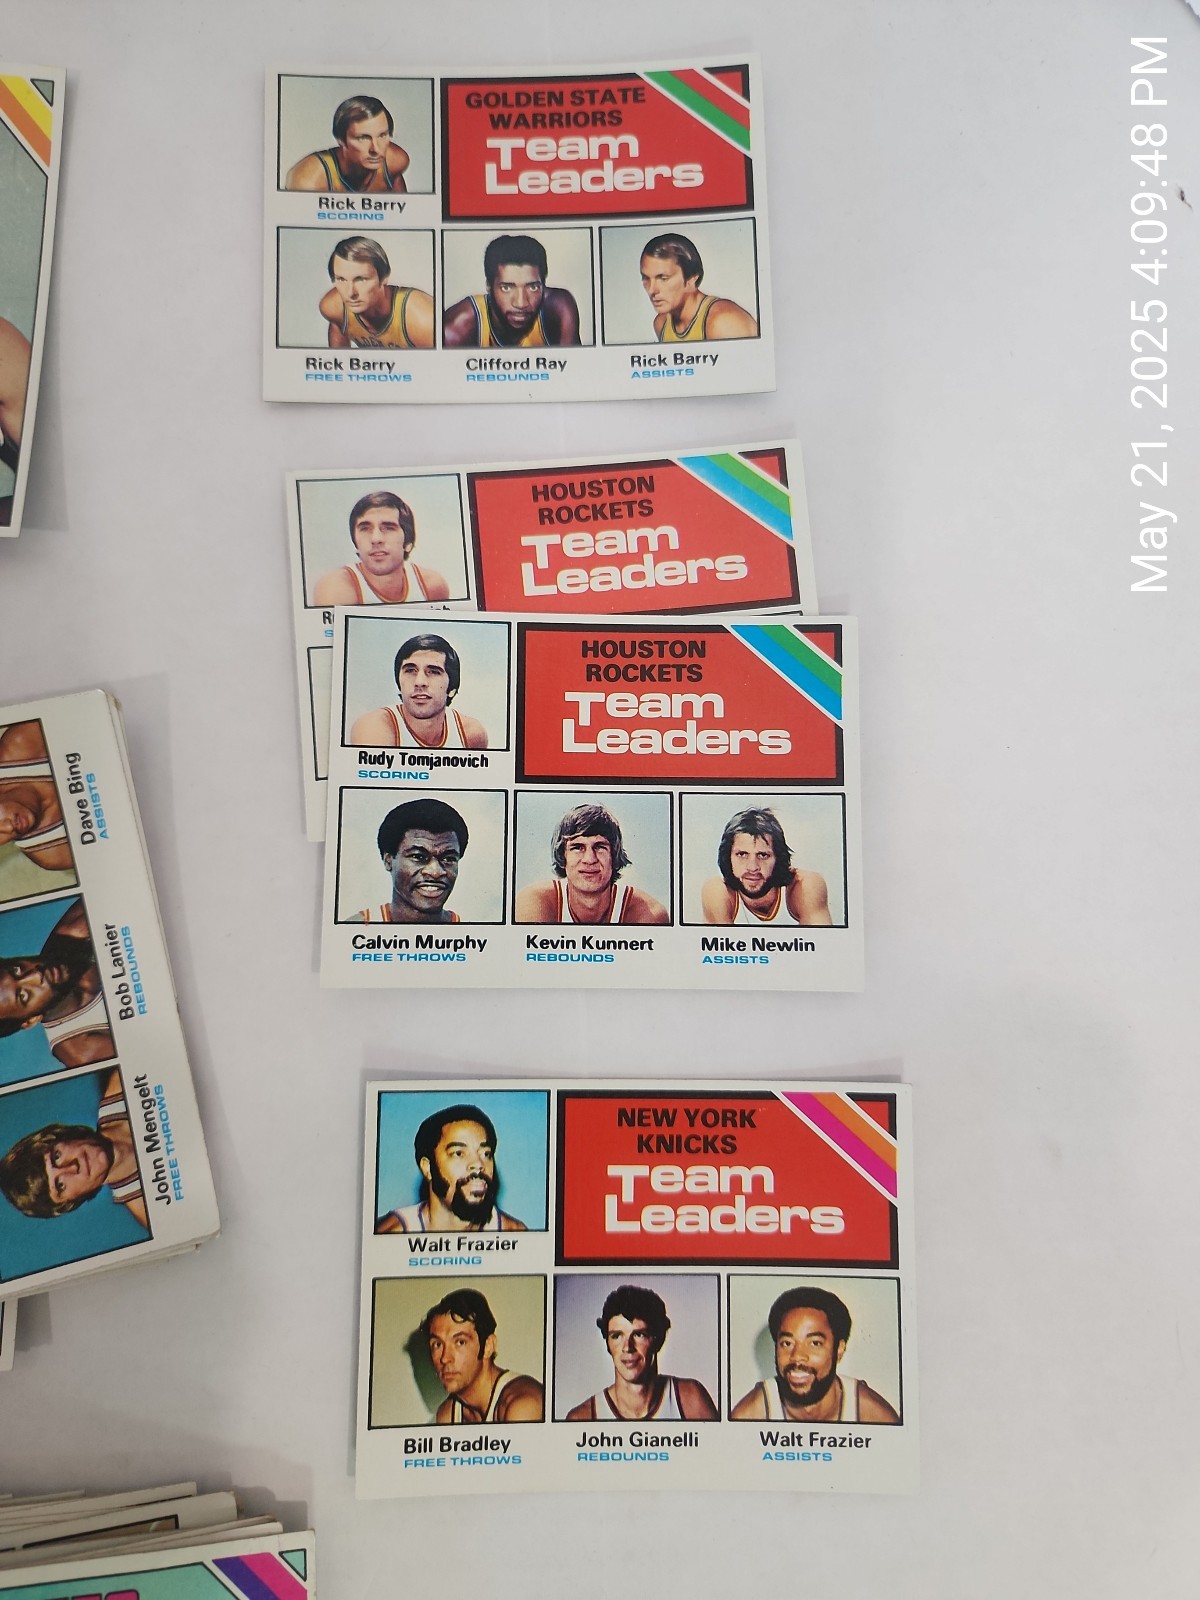 GOLDEN STATE
WARRIORS
Team
Leaders
Rick Barry
SCORING
Rick Barry
FREE THROWS
Clifford Ray
REBOUNDS
Rick Barry
ASSISTS
HOUSTON
ROCKETS
Team
Leaders
HOUSTON
ROCKETS
Team
Leaders
Rudy Tomjanovich
SCORING
Calvin Murphy
FREE THROWS
Kevin Kunnert
REBOUNDS
Mike Newlin
ASSISTS
NEW YORK
KNICKS
Team
Leaders
Walt Frazier
SCORING
Bill Bradley
FREE THROWS
John Gianelli
REBOUNDS
Walt Frazier
ASSISTS
Dave Bing
ASSISTS
Bob Lanier
REBOUNDS
John Mengelt
FREE THROWS
May 21, 2025 4:09:48 PM